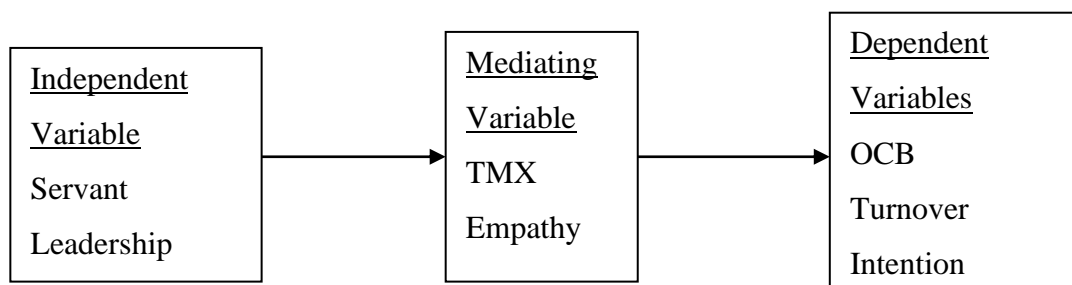 Independent
Variable
Servant
Leadership
Mediating
Variable
TMX
Empathy
Dependent
Variables
OCB
Turnover
Intention